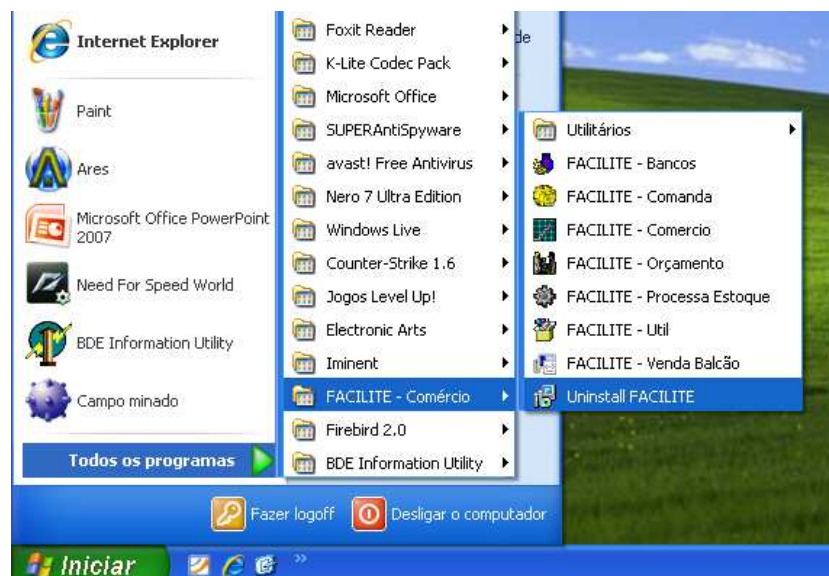 Internet Explorer
Paint
Ares
Microsoft Office PowerPoint
2007
Need For Speed World
BDE Information Utility
Campo minado
Todos os programas
Foxit Reader
K-Lite Codec Pack
Microsoft Office
SUPERAntiSpyware
avast! Free Antivirus
Nero 7 Ultra Edition
Windows Live
Counter-Strike 1.6
Jogos Level Up!
Electronic Arts
Iminent
FACILITE - Comércio
Firebird 2.0
BDE Information Utility
de
Utilitários
FACILITE - Bancos
FACILITE - Comanda
FACILITE - Comercio
FACILITE - Orçamento
FACILITE - Processa Estoque
FACILITE - Util
FACILITE - Venda Balcão
Uninstall FACILITE
Fazer logoff
Desligar o computador
Iniciar